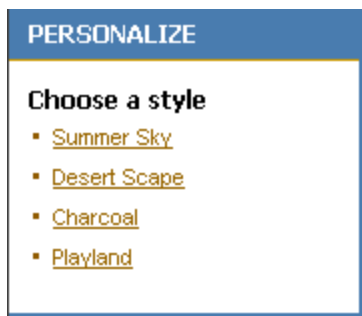 PERSONALIZE
Choose a style
Summer Sky
Desert Scape
Charcoal
Playland